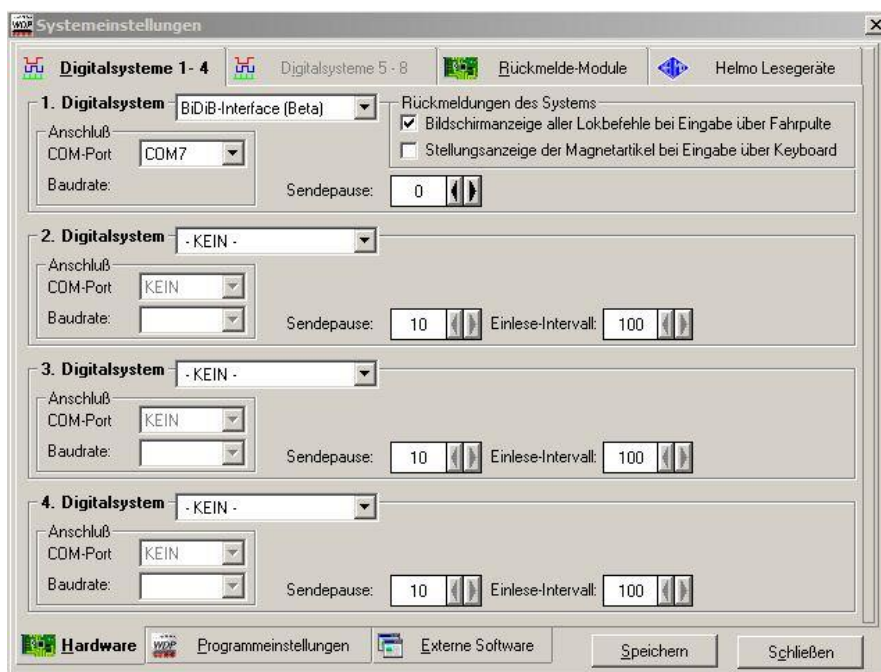 WDP Systemeinstellungen
Digitalsysteme 1- 4 Digitalsysteme 5 - 8 Rückmelde-Module Helmo Lesegeräte
1. Digitalsystem BiDiB-Interface (Beta)
Rückmeldungen des Systems
Anschluß
Bildschirmanzeige aller Lokbefehle bei Eingabe über Fahrpulte
COM-Port COM7
Stellungsanzeige der Magnetartikel bei Eingabe über Keyboard
Baudrate: Sendepause: 0
2. Digitalsystem - KEIN -
Anschluß
COM-Port KEIN
Baudrate: Sendepause: 10 Einlese-Intervall: 100
3. Digitalsystem - KEIN -
Anschluß
COM-Port KEIN
Baudrate: Sendepause: 10 Einlese-Intervall: 100
4. Digitalsystem - KEIN -
Anschluß
COM-Port KEIN
Baudrate: Sendepause: 10 Einlese-Intervall: 100
Hardware WDP Programmeinstellungen Externe Software Speichern Schließen